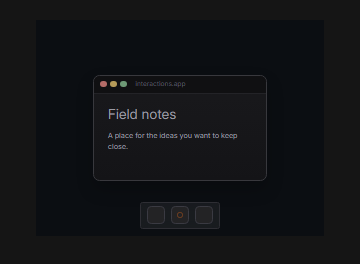 interactions.app
Field notes
A place for the ideas you want to keep
close.